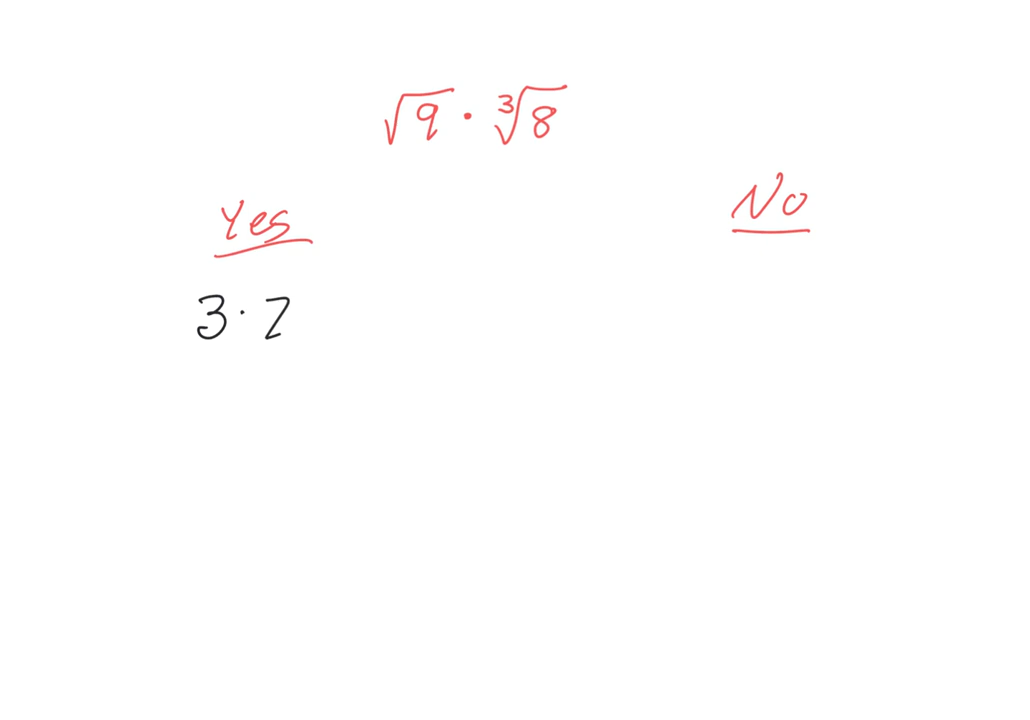 √9 · ∛8
Yes
No
3 · 2